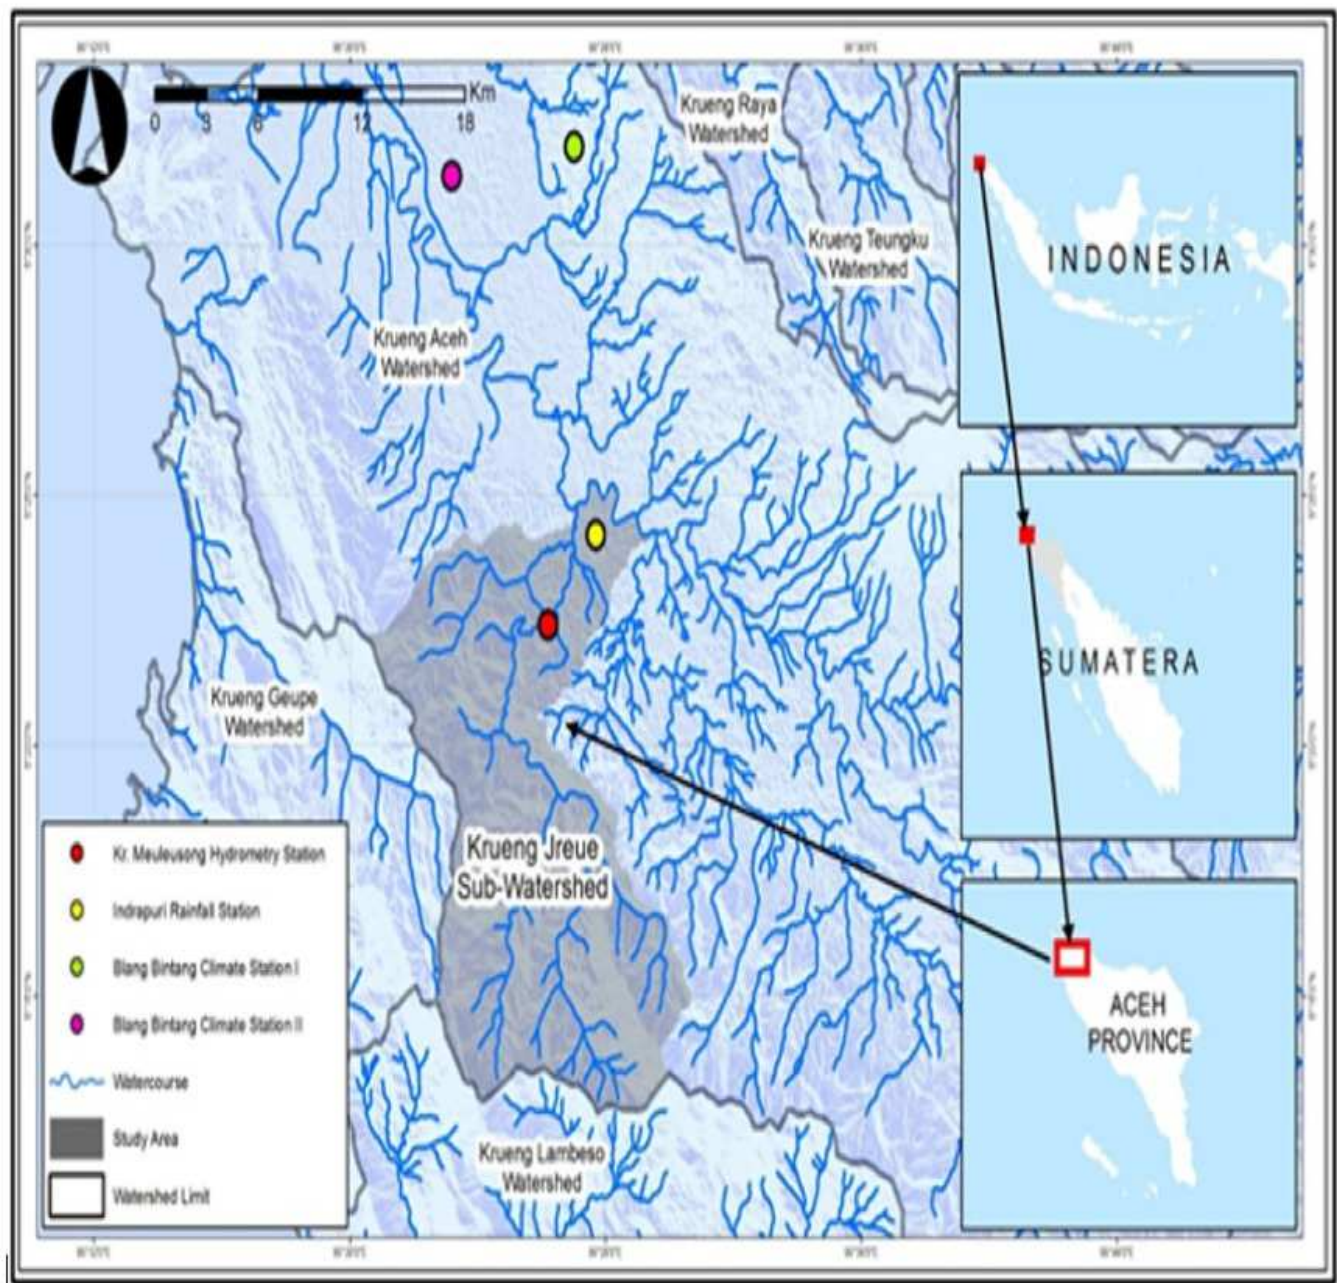 Km
0 3 6 12 18
Krueng Raya
Watershed
Krueng Teungku
Watershed
Krueng Aceh
Watershed
Krueng Geupe
Watershed
Krueng Jreue
Sub-Watershed
Krueng Lambeso
Watershed
INDONESIA
SUMATERA
ACEH
PROVINCE
Kr. Meuleusong Hydrometry Station
Indrapuri Rainfall Station
Blang Bintang Climate Station I
Blang Bintang Climate Station II
Watercourse
Study Area
Watershed Limit